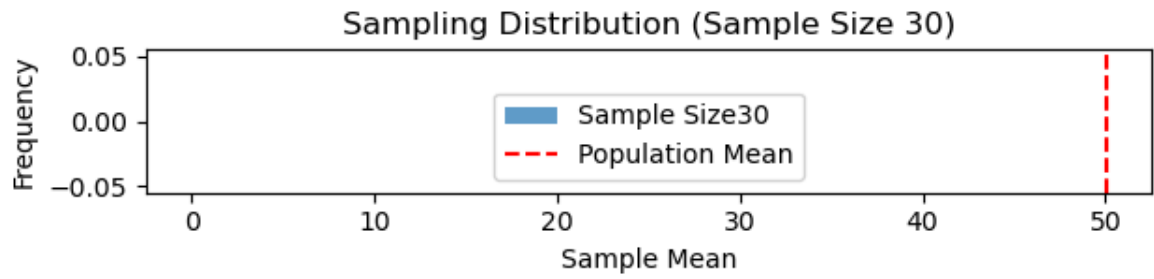 Sampling Distribution (Sample Size 30)
Frequency
0.05
0.00
−0.05
Sample Size30
Population Mean
0 10 20 30 40 50
Sample Mean